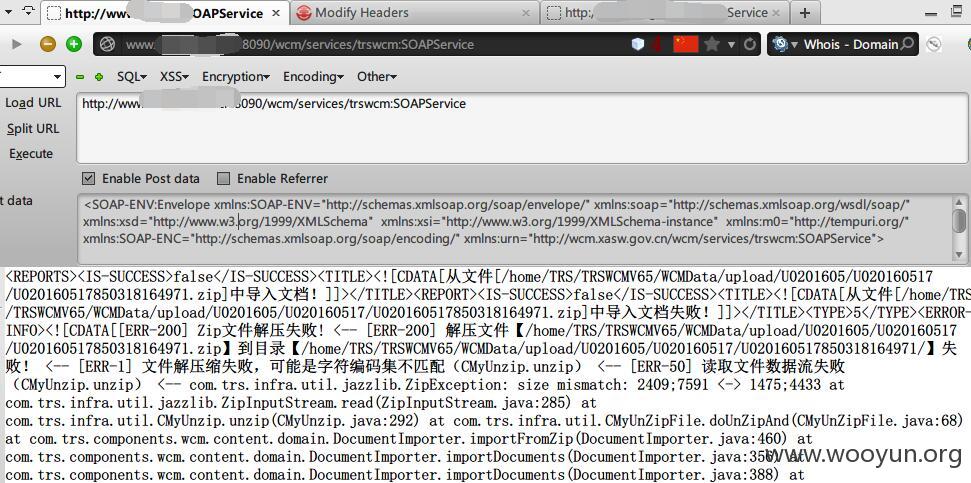 http://www. SOAPService
Modify Headers
http:// Service
www. 8090/wcm/services/trswcm:SOAPService
Whois - Domain
SQL XSS Encryption Encoding Other
Load URL
http://www. 8090/wcm/services/trswcm:SOAPService
Split URL
Execute
Enable Post data Enable Referrer
t data
<SOAP-ENV:Envelope xmlns:SOAP-ENV="http://schemas.xmlsoap.org/soap/envelope/" xmlns:soap="http://schemas.xmlsoap.org/wsdl/soap/"
xmlns:xsd="http://www.w3.org/1999/XMLSchema" xmlns:xsi="http://www.w3.org/1999/XMLSchema-instance" xmlns:m0="http://tempuri.org/"
xmlns:SOAP-ENC="http://schemas.xmlsoap.org/soap/encoding/" xmlns:urn="http://wcm.xasw.gov.cn/wcm/services/trswcm:SOAPService">
<REPORTS><IS-SUCCESS>false</IS-SUCCESS><TITLE><![CDATA[从文件[/home/TRS/TRSWCMV65/WCMData/upload/U0201605/U020160517
/U020160517850318164971.zip]中导入文档！]]></TITLE><REPORT><IS-SUCCESS>false</IS-SUCCESS><TITLE><![CDATA[从文件[/hom
/TRSWCMV65/WCMData/upload/U0201605/U020160517/U020160517850318164971.zip]中导入文档失败！]]></TITLE><TYPE>5</TYPE><ERROR-
INFO><![CDATA[[ERR-200] Zip文件解压失败！ <-- [ERR-200] 解压文件【/home/TRS/TRSWCMV65/WCMData/upload/U0201605/U020160517
/U020160517850318164971.zip】到目录【/home/TRS/TRSWCMV65/WCMData/upload/U0201605/U020160517/U020160517850318164971/】失
败！ <-- [ERR-1] 文件解压缩失败，可能是字符编码集不匹配（CMyUnzip.unzip） <-- [ERR-50] 读取文件数据流失败
（CMyUnzip.unzip） <-- com.trs.infra.util.jazzlib.ZipException: size mismatch: 2409;7591 <-> 1475;4433 at
com.trs.infra.util.jazzlib.ZipInputStream.read(ZipInputStream.java:285) at
com.trs.infra.util.CMyUnzip.unzip(CMyUnzip.java:292) at com.trs.infra.util.CMyUnZipFile.doUnZipAnd(CMyUnZipFile.java:68)
at com.trs.components.wcm.content.domain.DocumentImporter.importFromZip(DocumentImporter.java:460) at
com.trs.components.wcm.content.domain.DocumentImporter.importDocuments(DocumentImporter.java:356) at
com.trs.components.wcm.content.domain.DocumentImporter.importDocuments(DocumentImporter.java:388) at
www.wooyun.org